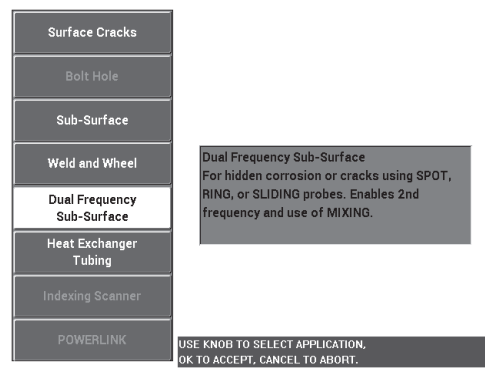 Surface Cracks
Bolt Hole
Sub-Surface
Weld and Wheel
Dual Frequency
Sub-Surface
Heat Exchanger
Tubing
Indexing Scanner
POWERLINK
Dual Frequency Sub-Surface
For hidden corrosion or cracks using SPOT,
RING, or SLIDING probes. Enables 2nd
frequency and use of MIXING.
USE KNOB TO SELECT APPLICATION,
OK TO ACCEPT, CANCEL TO ABORT.